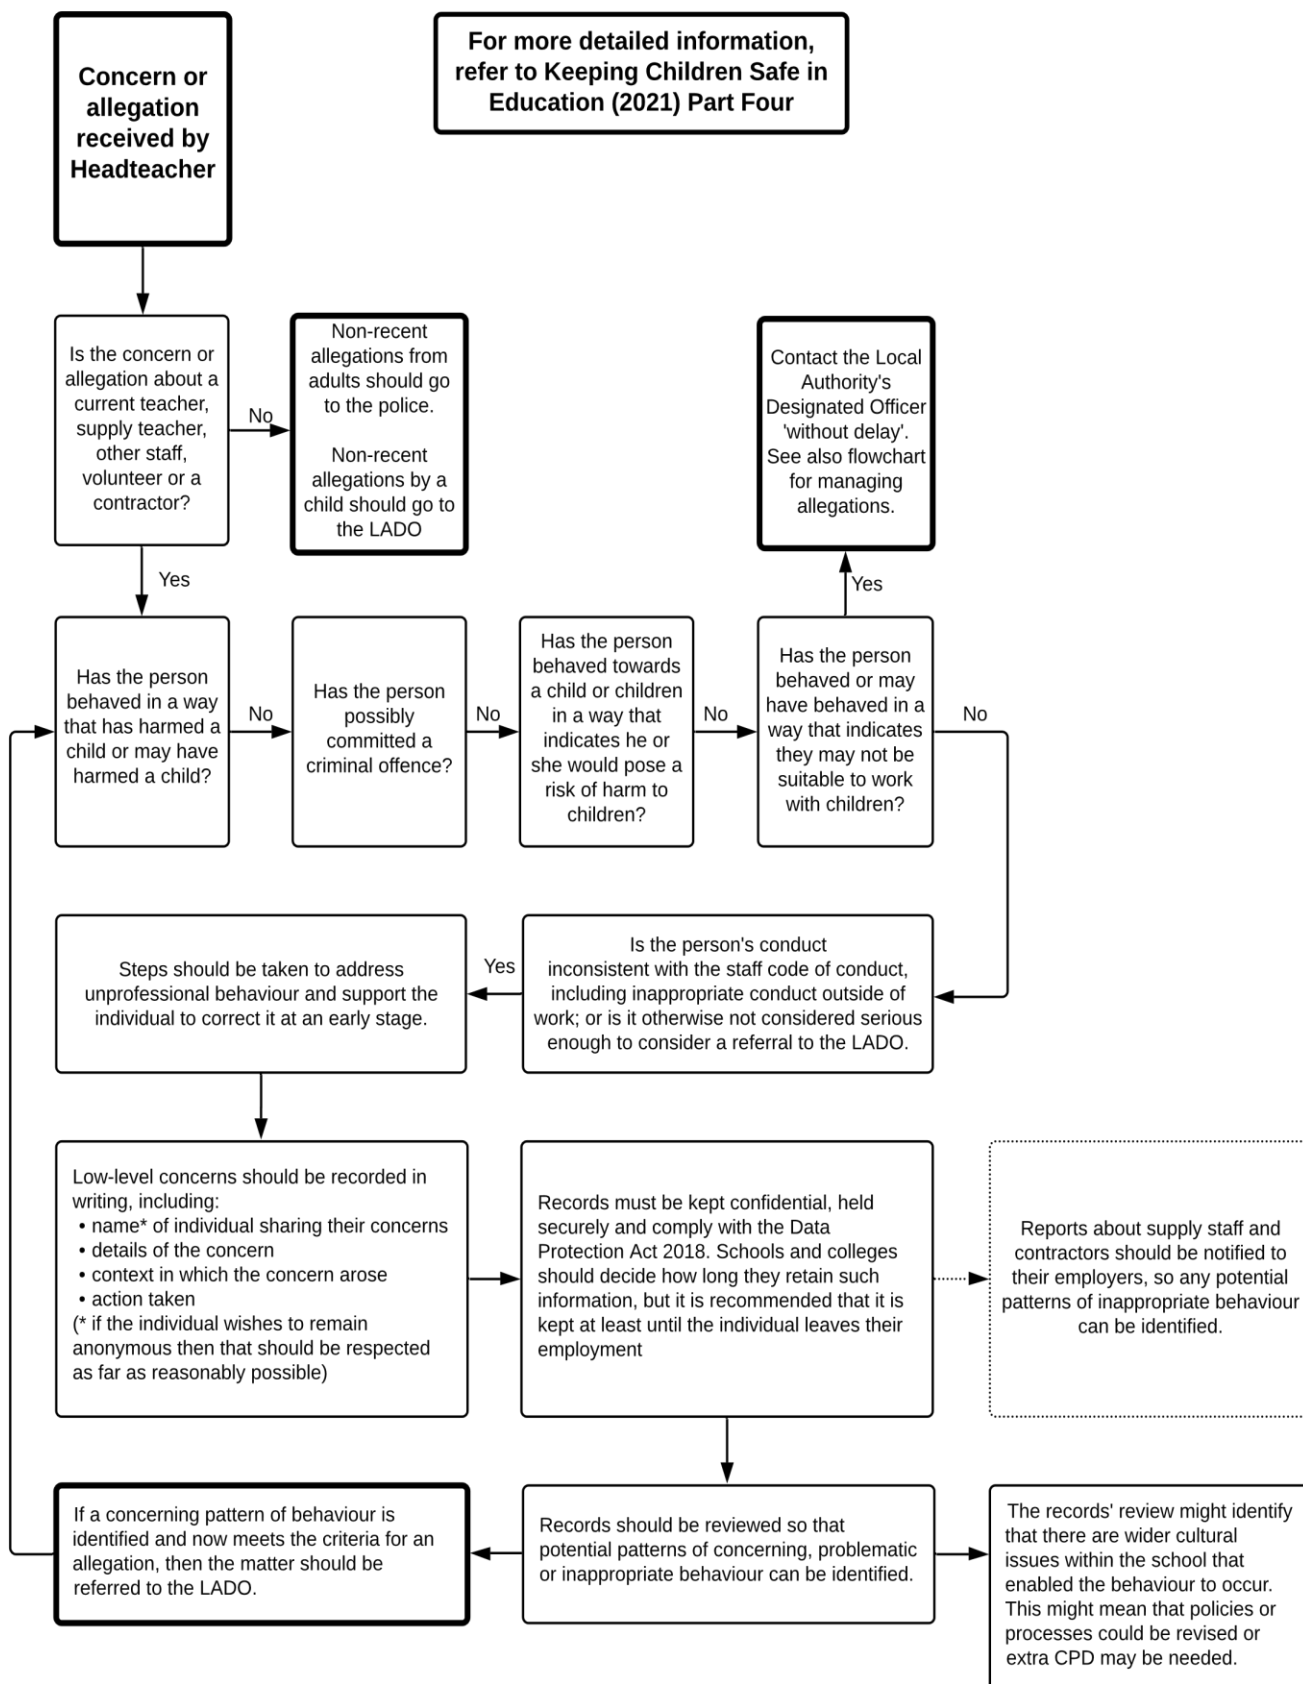 Concern or
allegation
received by
Headteacher
For more detailed information,
refer to Keeping Children Safe in
Education (2021) Part Four
Is the concern or
allegation about a
current teacher,
supply teacher,
other staff,
volunteer or a
contractor?
No
Non-recent
allegations from
adults should go
to the police.
Non-recent
allegations by a
child should go to
the LADO
Contact the Local
Authority's
Designated Officer
'without delay'.
See also flowchart
for managing
allegations.
Yes
Yes
Has the person
behaved in a way
that has harmed a
child or may have
harmed a child?
No
Has the person
possibly
committed a
criminal offence?
No
Has the person
behaved towards
a child or children
in a way that
indicates he or
she would pose a
risk of harm to
children?
No
Has the person
behaved or may
have behaved in a
way that indicates
they may not be
suitable to work
with children?
No
Is the person's conduct
inconsistent with the staff code of conduct,
including inappropriate conduct outside of
work; or is it otherwise not considered serious
enough to consider a referral to the LADO.
Yes
Steps should be taken to address
unprofessional behaviour and support the
individual to correct it at an early stage.
Low-level concerns should be recorded in
writing, including:
• name* of individual sharing their concerns
• details of the concern
• context in which the concern arose
• action taken
(* if the individual wishes to remain
anonymous then that should be respected
as far as reasonably possible)
Records must be kept confidential, held
securely and comply with the Data
Protection Act 2018. Schools and colleges
should decide how long they retain such
information, but it is recommended that it is
kept at least until the individual leaves their
employment
Reports about supply staff and
contractors should be notified to
their employers, so any potential
patterns of inappropriate behaviour
can be identified.
If a concerning pattern of behaviour is
identified and now meets the criteria for an
allegation, then the matter should be
referred to the LADO.
Records should be reviewed so that
potential patterns of concerning, problematic
or inappropriate behaviour can be identified.
The records' review might identify
that there are wider cultural
issues within the school that
enabled the behaviour to occur.
This might mean that policies or
processes could be revised or
extra CPD may be needed.